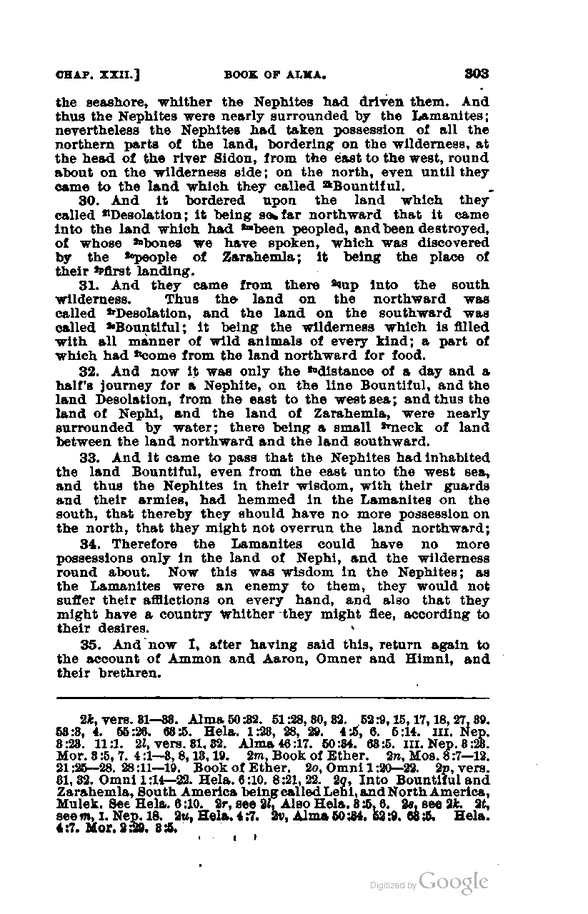 CHAP. XXII.] BOOK OF ALMA. 303
the seashore, whither the Nephites had driven them. And
thus the Nephites were nearly surrounded by the Lamanites;
nevertheless the Nephites had taken possession of all the
northern parts of the land, bordering on the wilderness, at
the head of the river Sidon, from the east to the west, round
about on the wilderness side; on the north, even until they
came to the land which they called 2kBountiful.
30. And it bordered upon the land which they
called 2lDesolation; it being so far northward that it came
into the land which had 2mbeen peopled, and been destroyed,
of whose 2nbones we have spoken, which was discovered
by the 2opeople of Zarahemla; it being the place of
their 2pfirst landing.
31. And they came from there 2qup into the south
wilderness. Thus the land on the northward was
called 2rDesolation, and the land on the southward was
called 2sBountiful; it being the wilderness which is filled
with all manner of wild animals of every kind; a part of
which had 2tcome from the land northward for food.
32. And now it was only the 2udistance of a day and a
half's journey for a Nephite, on the line Bountiful, and the
land Desolation, from the east to the west sea; and thus the
land of Nephi, and the land of Zarahemla, were nearly
surrounded by water; there being a small 2vneck of land
between the land northward and the land southward.
33. And it came to pass that the Nephites had inhabited
the land Bountiful, even from the east unto the west sea,
and thus the Nephites in their wisdom, with their guards
and their armies, had hemmed in the Lamanites on the
south, that thereby they should have no more possession on
the north, that they might not overrun the land northward;
34. Therefore the Lamanites could have no more
possessions only in the land of Nephi, and the wilderness
round about. Now this was wisdom in the Nephites; as
the Lamanites were an enemy to them, they would not
suffer their afflictions on every hand, and also that they
might have a country whither they might flee, according to
their desires.
35. And now I, after having said this, return again to
the account of Ammon and Aaron, Omner and Himni, and
their brethren.
2k, vers. 31—33. Alma 50:32. 51:28, 30, 32. 52:9, 15, 17, 18, 27, 39.
53:3, 4. 55:26. 63:5. Hela. 1:23, 28, 29. 4:5, 6. 5:14. III. Nep.
3:23. 11:1. 2l, vers. 31, 32. Alma 46:17. 50:34. 63:5. III. Nep. 3:23.
Mor. 3:5, 7. 4:1—3, 8, 13, 19. 2m, Book of Ether. 2n, Mos. 8:7—12.
21:25—28. 28:11—19. Book of Ether. 2o, Omni 1:20—22. 2p, vers.
31, 32. Omni 1:14—22. Hela. 6:10. 8:21, 22. 2q, Into Bountiful and
Zarahemla, South America being called Lehi, and North America,
Mulek. See Hela. 6:10. 2r, see 2l, Also Hela. 3:5, 6. 2s, see 2k. 2t,
see m, I. Nep. 18. 2u, Hela. 4:7. 2v, Alma 50:34. 52:9. 63:5. Hela.
4:7. Mor. 2:29. 3:5.
Digitized by Google